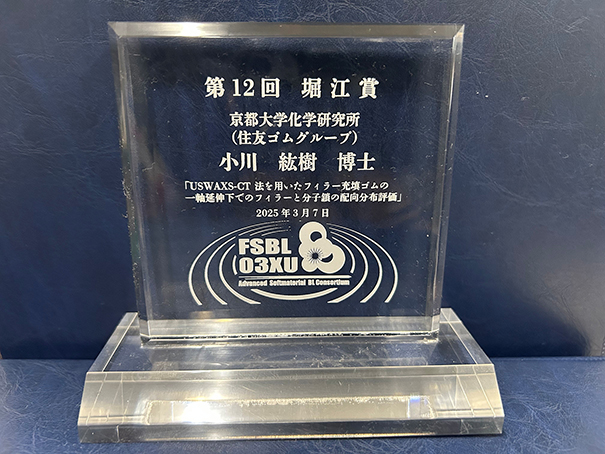 第12回 堀江賞
京都大学化学研究所
(住友ゴムグループ)
小川 紘樹 博士
「USWAXS-CT 法を用いたフィラー充填ゴムの
一軸延伸下でのフィラーと分子鎖の配向分布評価」
2025年3月7日
FSBL
03XU
Advanced Softmaterial BL Consortium